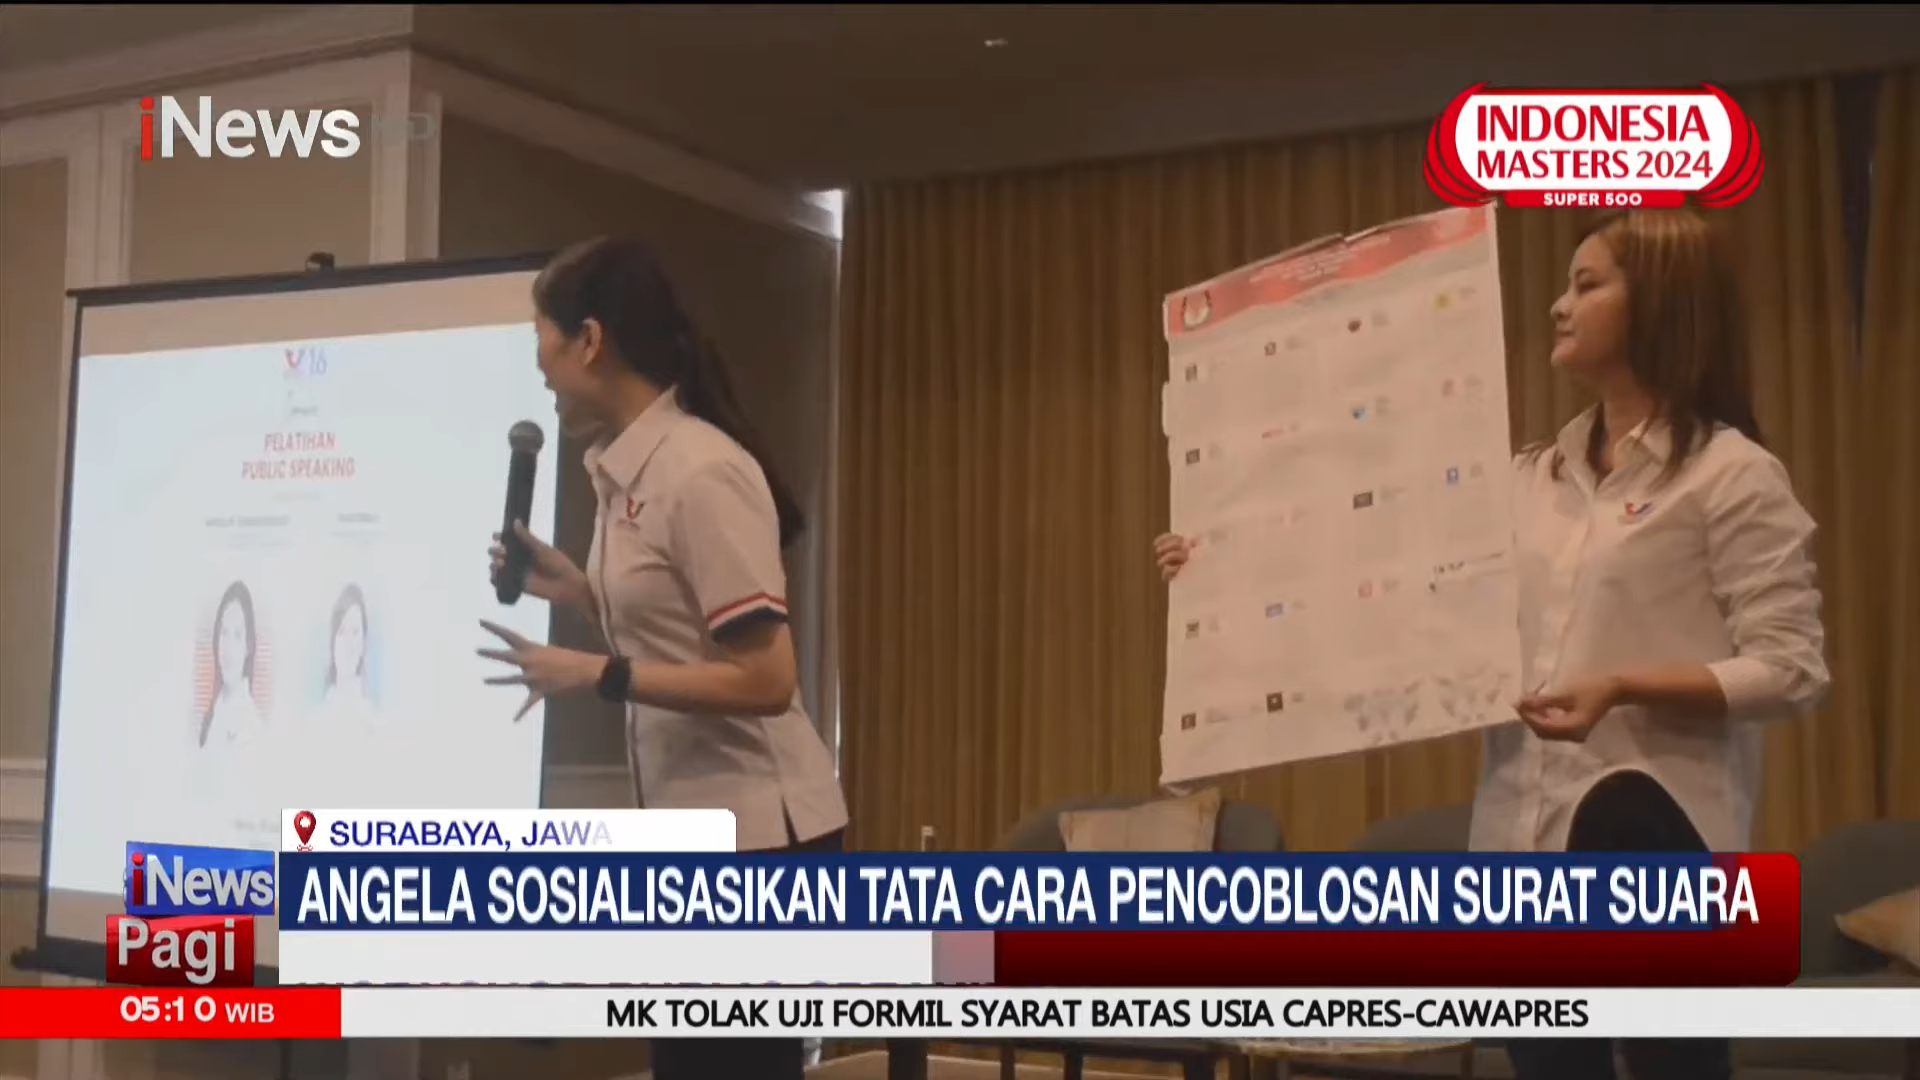 iNews
INDONESIA
MASTERS 2024
SUPER 500
16
PELATIHAN
PUBLIC SPEAKING
SURABAYA, JAWA
iNews
Pagi
ANGELA SOSIALISASIKAN TATA CARA PENCOBLOSAN SURAT SUARA
05:10 WIB
MK TOLAK UJI FORMIL SYARAT BATAS USIA CAPRES-CAWAPRES